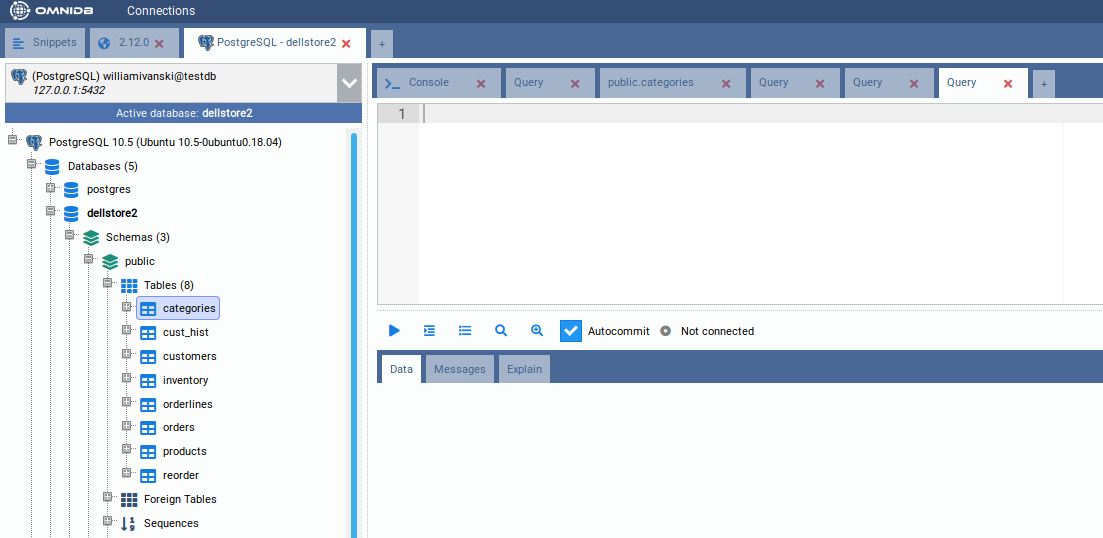 OMNIDB Connections
Snippets 2.12.0 PostgreSQL - dellstore2 +
(PostgreSQL) williamivanski@testdb
127.0.0.1:5432
Active database: dellstore2
PostgreSQL 10.5 (Ubuntu 10.5-0ubuntu0.18.04)
Databases (5)
postgres
dellstore2
Schemas (3)
public
Tables (8)
categories
cust_hist
customers
inventory
orderlines
orders
products
reorder
Foreign Tables
Sequences
Console Query public.categories Query Query Query +
1
Autocommit Not connected
Data Messages Explain